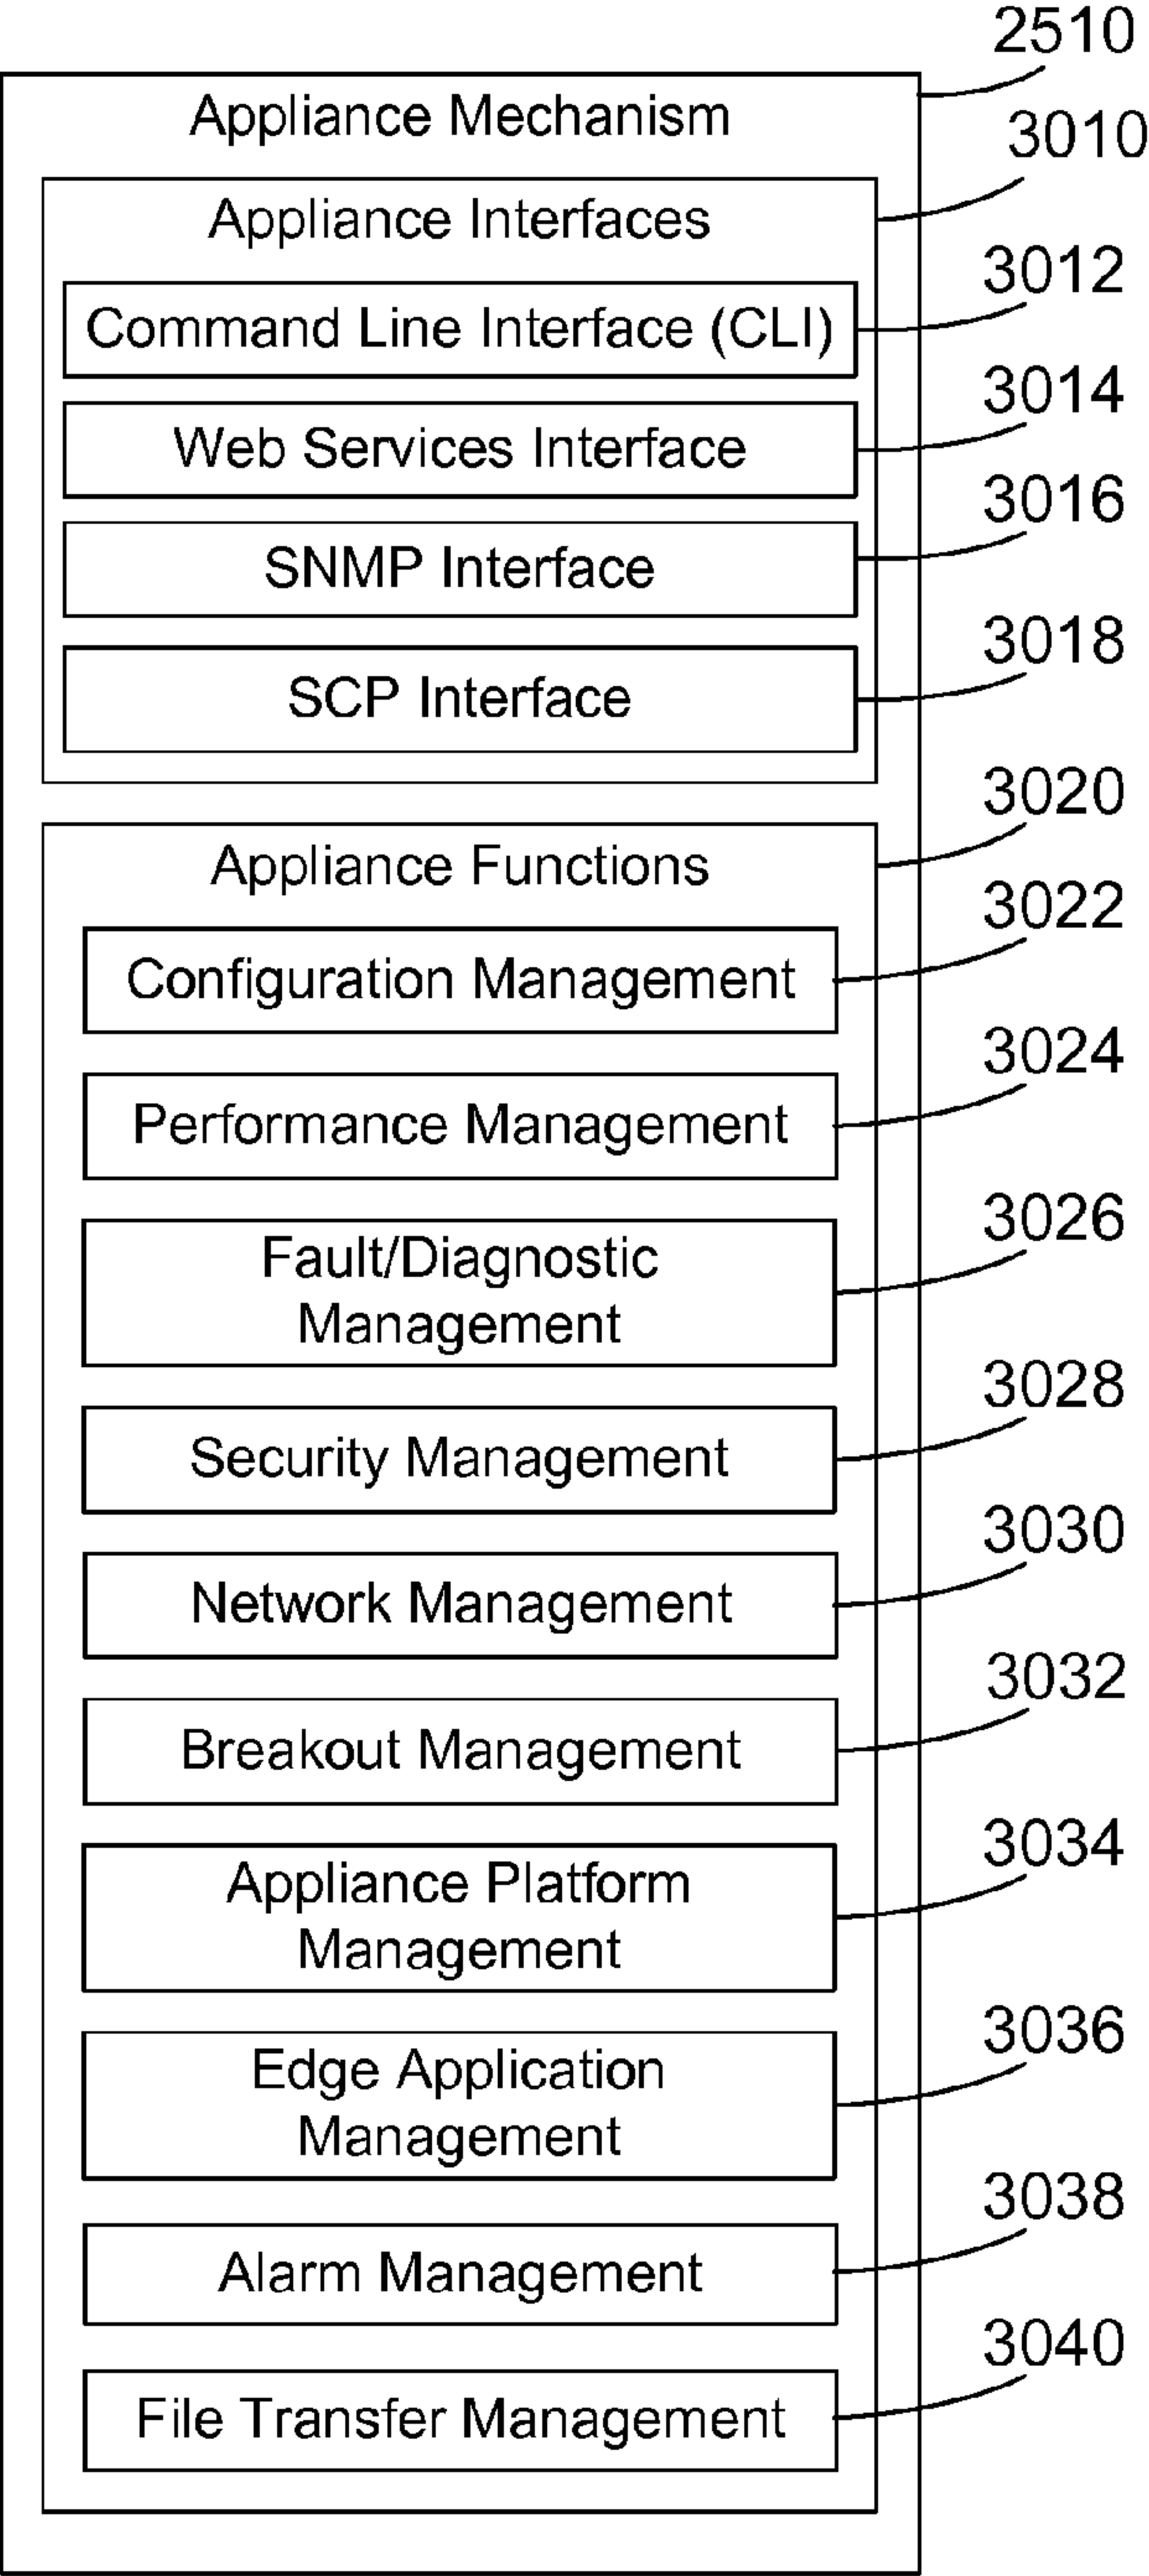 2510
Appliance Mechanism
3010
Appliance Interfaces
3012
Command Line Interface (CLI)
3014
Web Services Interface
3016
SNMP Interface
3018
SCP Interface
3020
Appliance Functions
3022
Configuration Management
3024
Performance Management
3026
Fault/Diagnostic
Management
3028
Security Management
3030
Network Management
3032
Breakout Management
3034
Appliance Platform
Management
3036
Edge Application
Management
3038
Alarm Management
3040
File Transfer Management